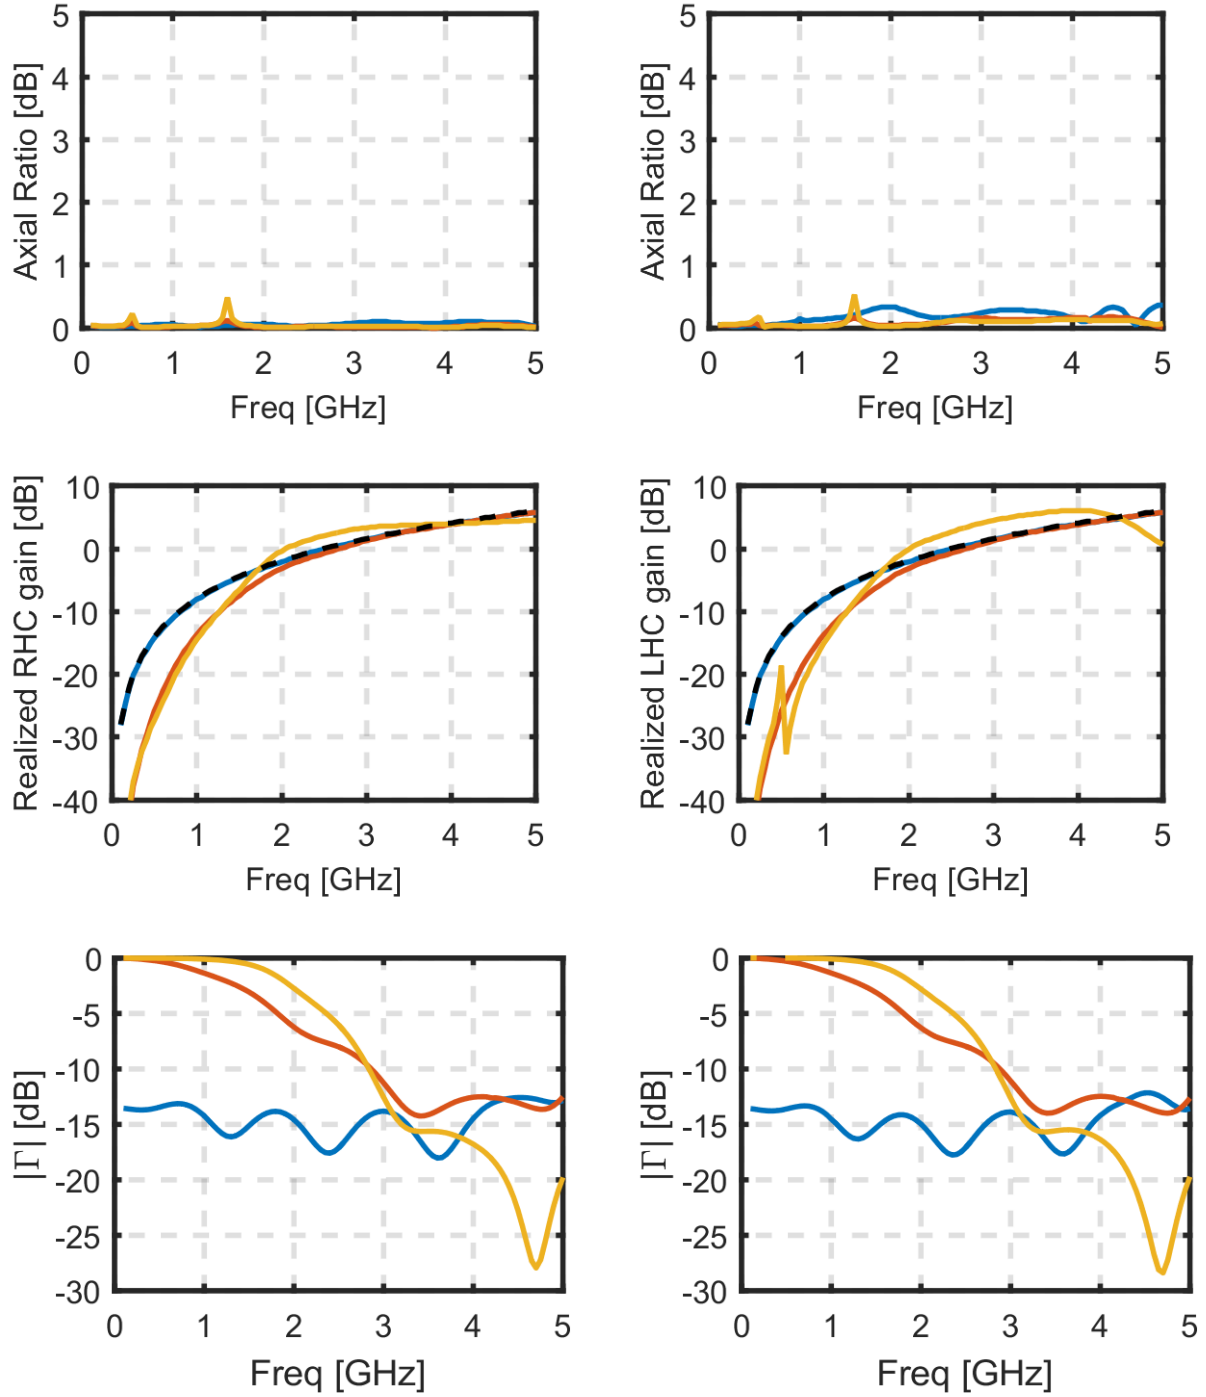 5
4
3
2
1
0
Axial Ratio [dB]
0 1 2 3 4 5
Freq [GHz]
5
4
3
2
1
0
Axial Ratio [dB]
0 1 2 3 4 5
Freq [GHz]
10
0
-10
-20
-30
-40
Realized RHC gain [dB]
0 1 2 3 4 5
Freq [GHz]
10
0
-10
-20
-30
-40
Realized LHC gain [dB]
0 1 2 3 4 5
Freq [GHz]
0
-5
-10
-15
-20
-25
-30
|Γ| [dB]
0 1 2 3 4 5
Freq [GHz]
0
-5
-10
-15
-20
-25
-30
|Γ| [dB]
0 1 2 3 4 5
Freq [GHz]